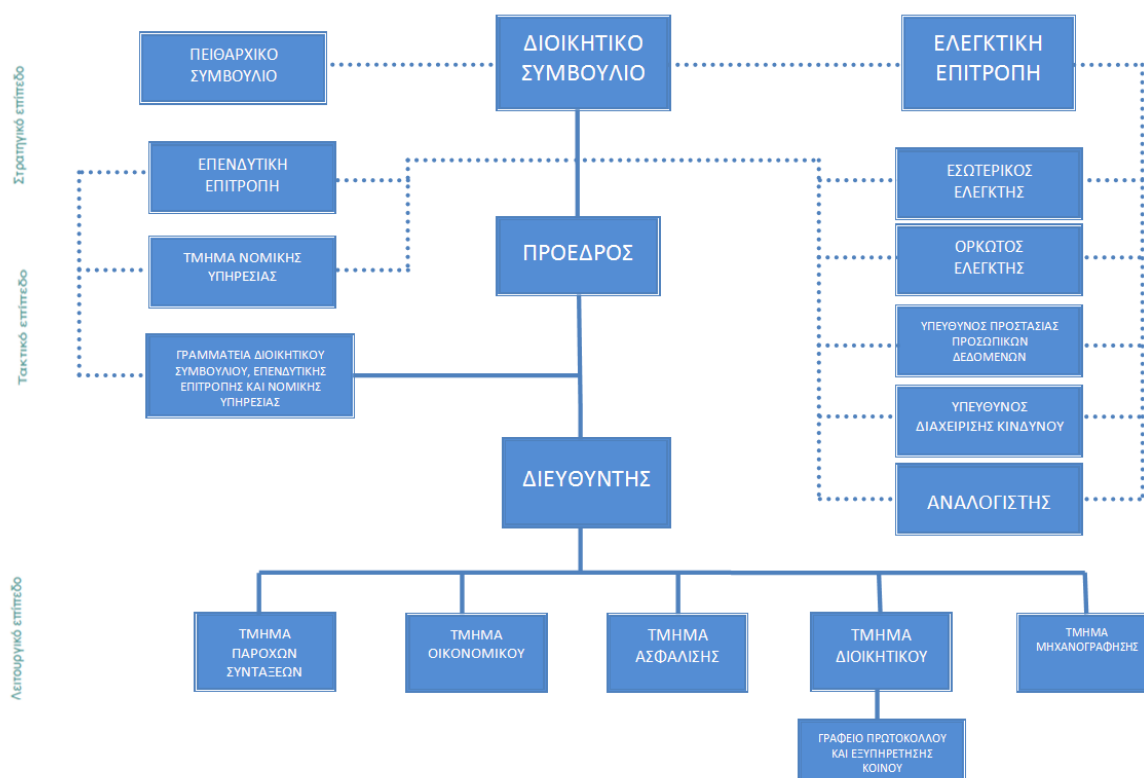 ΠΕΙΘΑΡΧΙΚΟ
ΣΥΜΒΟΥΛΙΟ
ΔΙΟΙΚΗΤΙΚΟ
ΣΥΜΒΟΥΛΙΟ
ΕΛΕΓΚΤΙΚΗ
ΕΠΙΤΡΟΠΗ
Στρατηγικό επίπεδο
ΕΠΕΝΔΥΤΙΚΗ
ΕΠΙΤΡΟΠΗ
ΕΣΩΤΕΡΙΚΟΣ
ΕΛΕΓΚΤΗΣ
ΤΜΗΜΑ ΝΟΜΙΚΗΣ
ΥΠΗΡΕΣΙΑΣ
ΠΡΟΕΔΡΟΣ
ΟΡΚΩΤΟΣ
ΕΛΕΓΚΤΗΣ
Τακτικό επίπεδο
ΓΡΑΜΜΑΤΕΙΑ ΔΙΟΙΚΗΤΙΚΟΥ
ΣΥΜΒΟΥΛΙΟΥ, ΕΠΕΝΔΥΤΙΚΗΣ
ΕΠΙΤΡΟΠΗΣ ΚΑΙ ΝΟΜΙΚΗΣ
ΥΠΗΡΕΣΙΑΣ
ΥΠΕΥΘΥΝΟΣ ΠΡΟΣΤΑΣΙΑΣ
ΠΡΟΣΩΠΙΚΩΝ
ΔΕΔΟΜΕΝΩΝ
ΥΠΕΥΘΥΝΟΣ
ΔΙΑΧΕΙΡΙΣΗΣ ΚΙΝΔΥΝΟΥ
ΔΙΕΥΘΥΝΤΗΣ
ΑΝΑΛΟΓΙΣΤΗΣ
Λειτουργικό επίπεδο
ΤΜΗΜΑ
ΠΑΡΟΧΩΝ
ΣΥΝΤΑΞΕΩΝ
ΤΜΗΜΑ
ΟΙΚΟΝΟΜΙΚΟΥ
ΤΜΗΜΑ
ΑΣΦΑΛΙΣΗΣ
ΤΜΗΜΑ
ΔΙΟΙΚΗΤΙΚΟΥ
ΤΜΗΜΑ
ΜΗΧΑΝΟΓΡΑΦΗΣΗΣ
ΓΡΑΦΕΙΟ ΠΡΩΤΟΚΟΛΛΟΥ
ΚΑΙ ΕΞΥΠΗΡΕΤΗΣΗΣ
ΚΟΙΝΟΥ